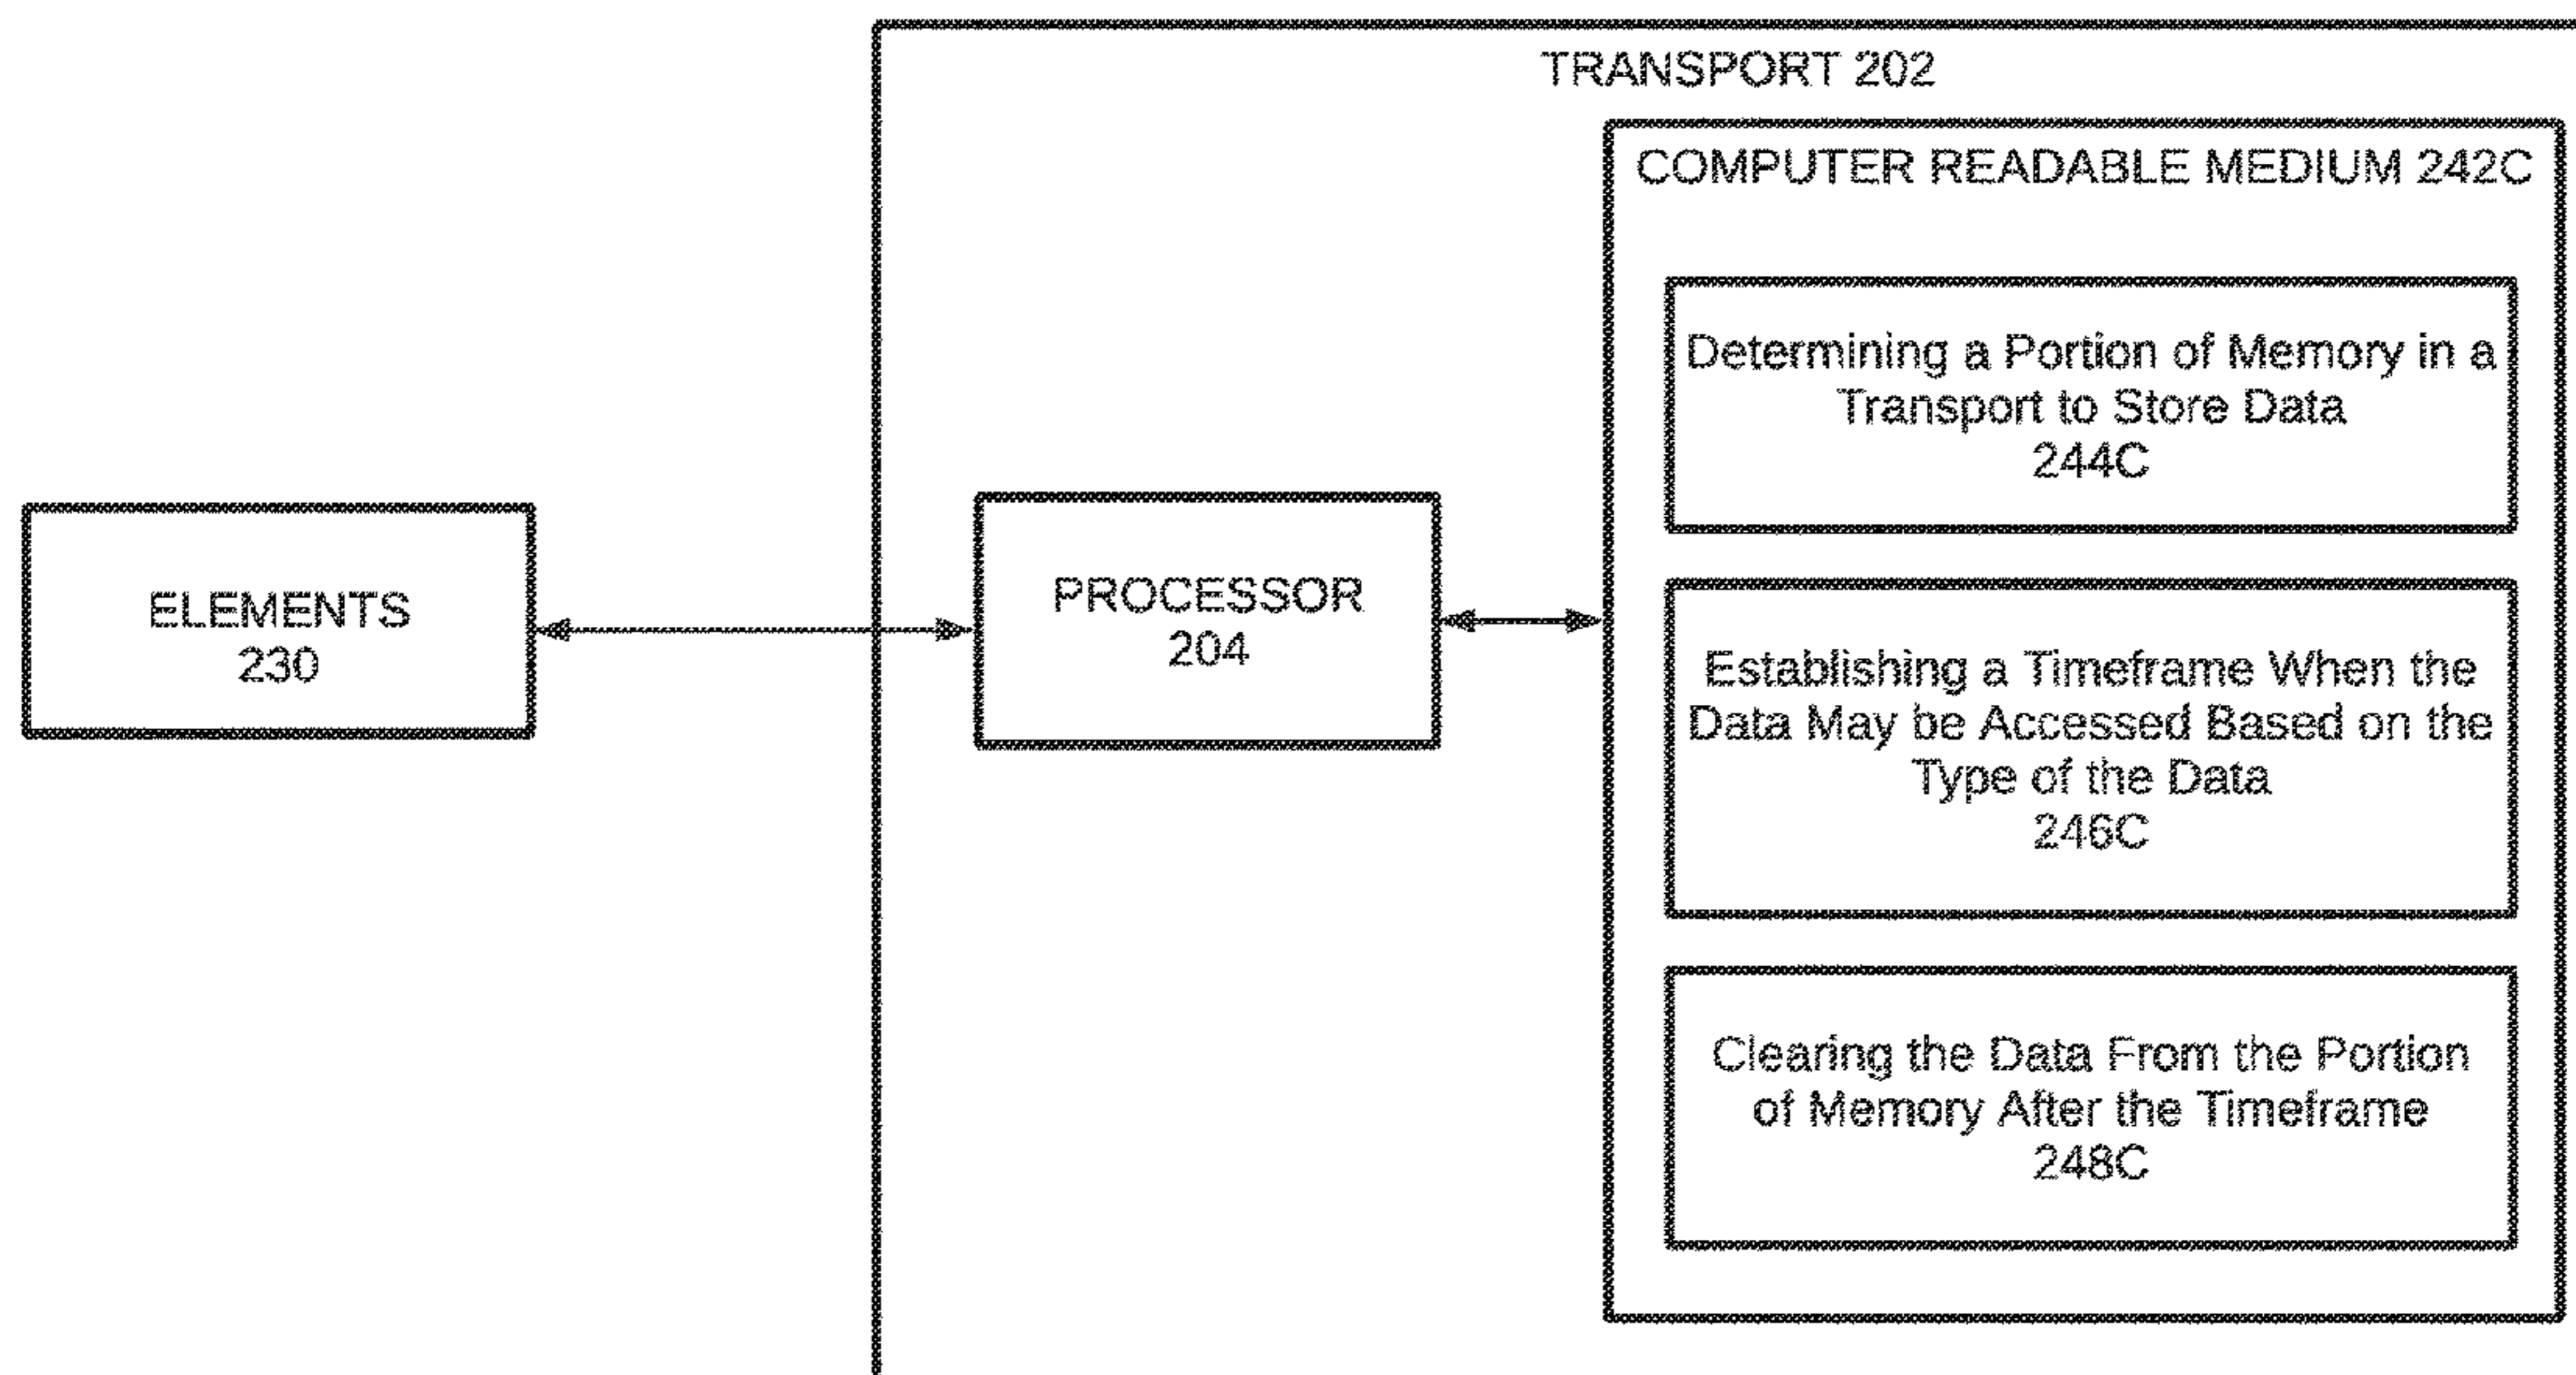 TRANSPORT 202
COMPUTER READABLE MEDIUM 242C
Determining a Portion of Memory in a
Transport to Store Data
244C
ELEMENTS
230
PROCESSOR
204
Establishing a Timeframe When the
Data May be Accessed Based on the
Type of the Data
246C
Clearing the Data From the Portion
of Memory After the Timeframe
248C